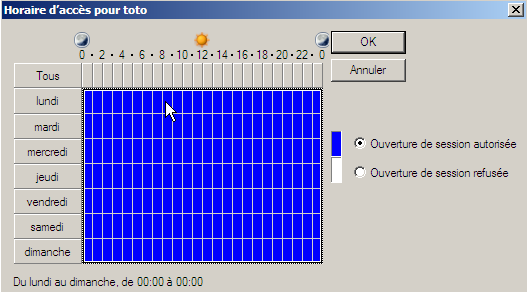 Horaire d'accès pour toto
OK
0 · 2 · 4 · 6 · 8 · 10 · 12 · 14 · 16 · 18 · 20 · 22 · 0
Annuler
Tous
lundi
mardi
mercredi
jeudi
vendredi
samedi
dimanche
Ouverture de session autorisée
Ouverture de session refusée
Du lundi au dimanche, de 00:00 à 00:00